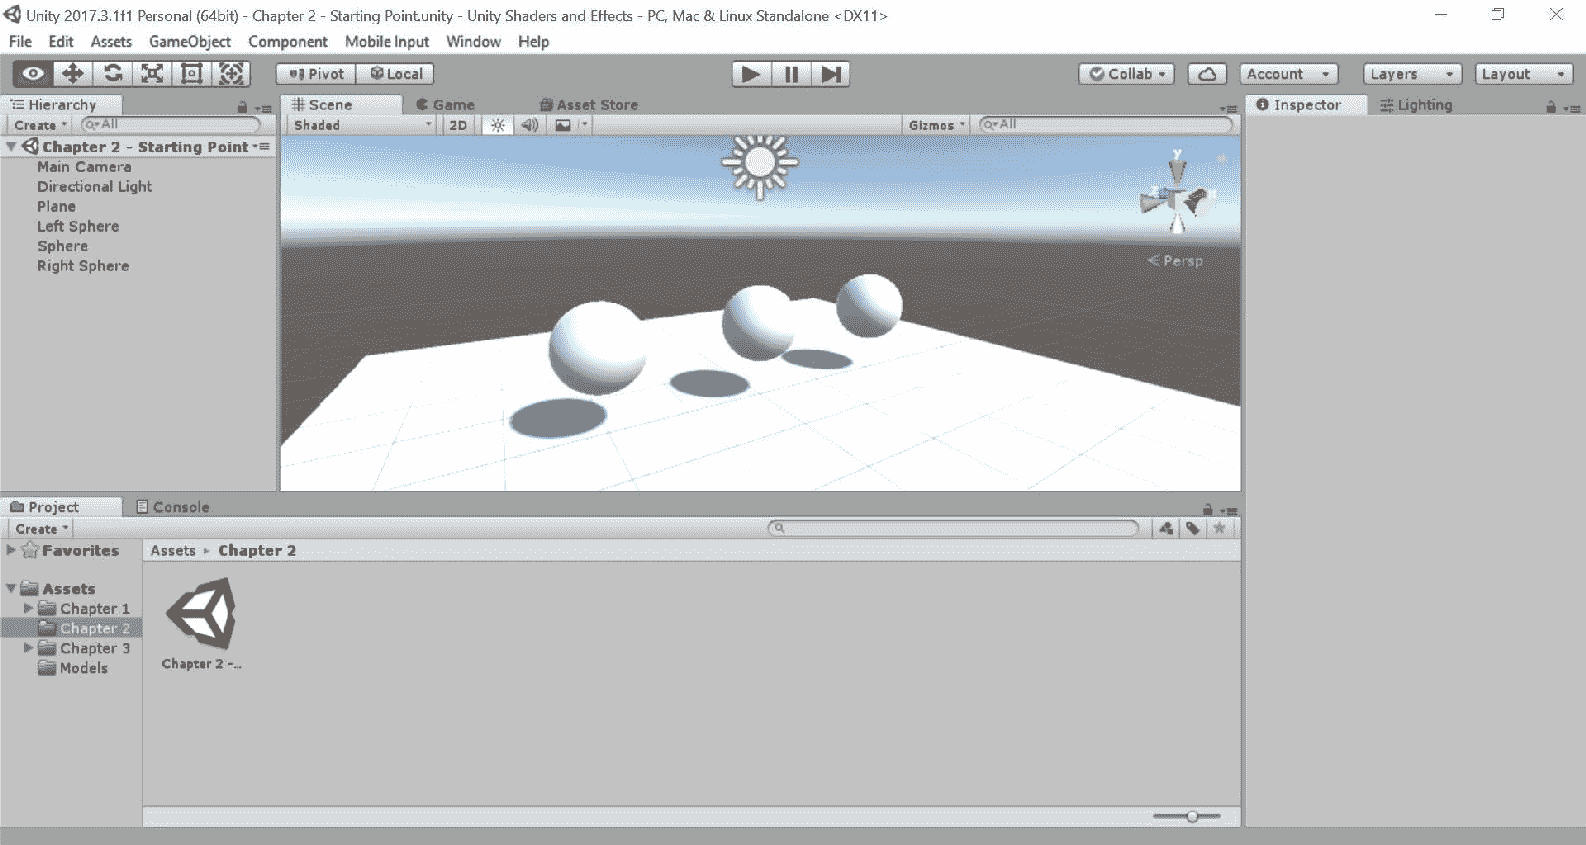 Unity 2017.3.1f1 Personal (64bit) - Chapter 2 - Starting Point.unity - Unity Shaders and Effects - PC, Mac & Linux Standalone <DX11>
File Edit Assets GameObject Component Mobile Input Window Help
Pivot Local Collab Account Layers Layout
Hierarchy
Create All
Chapter 2 - Starting Point
Main Camera
Directional Light
Plane
Left Sphere
Sphere
Right Sphere
Scene Game Asset Store
Shaded 2D Gizmos All
y
Persp
Inspector Lighting
Project Console
Create
Favorites
Assets
Chapter 1
Chapter 2
Chapter 3
Models
Assets Chapter 2
Chapter 2 -...